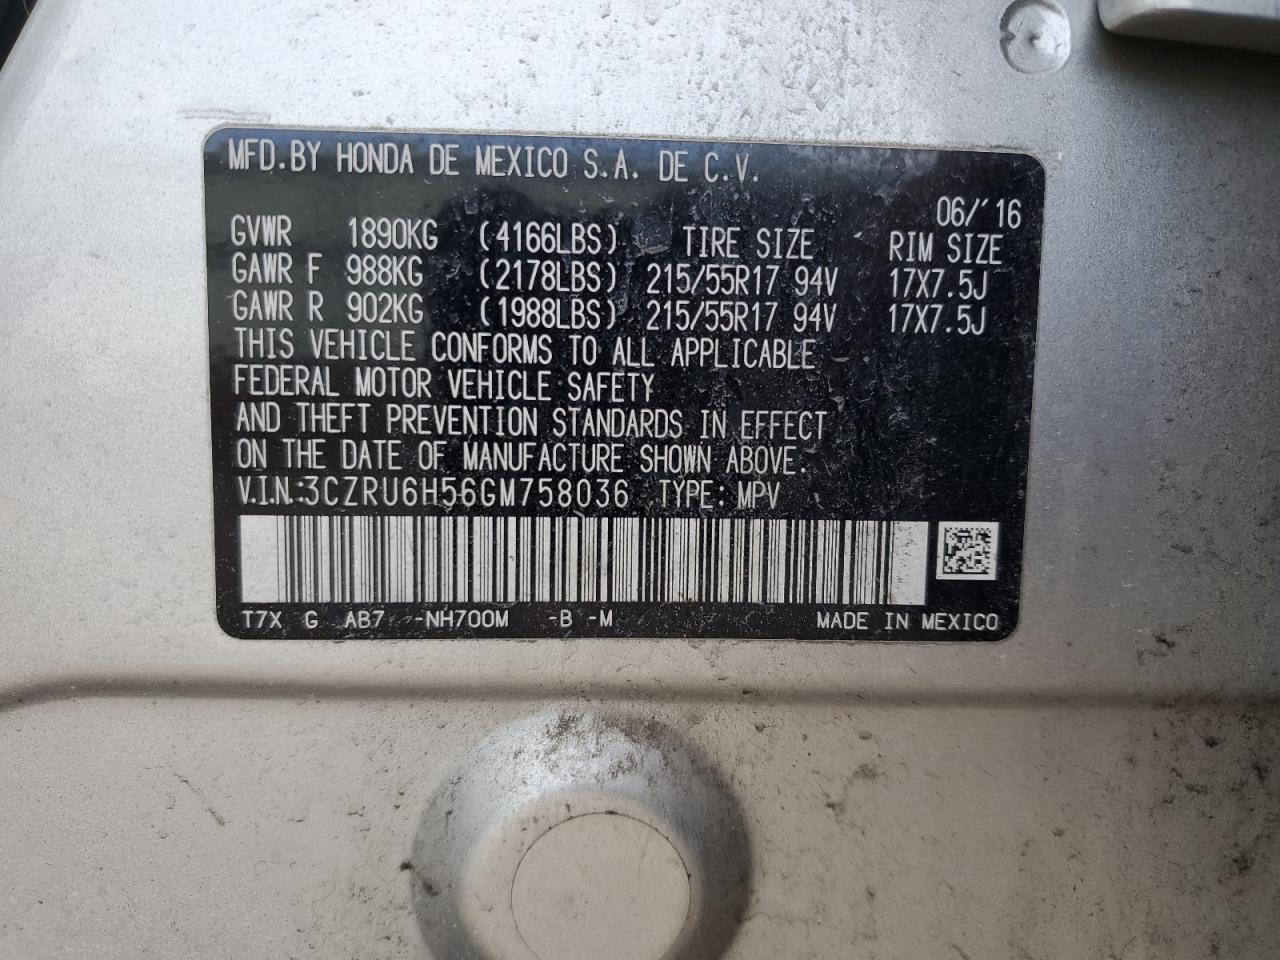 MFD.BY HONDA DE MEXICO S.A. DE C.V.
06/'16
GVWR 1890KG (4166LBS) TIRE SIZE RIM SIZE
GAWR F 988KG (2178LBS) 215/55R17 94V 17X7.5J
GAWR R 902KG (1988LBS) 215/55R17 94V 17X7.5J
THIS VEHICLE CONFORMS TO ALL APPLICABLE
FEDERAL MOTOR VEHICLE SAFETY
AND THEFT PREVENTION STANDARDS IN EFFECT
ON THE DATE OF MANUFACTURE SHOWN ABOVE.
V.I.N.:3CZRU6H56GM758036 TYPE: MPV
T7X G AB7 -NH700M -B -M MADE IN MEXICO